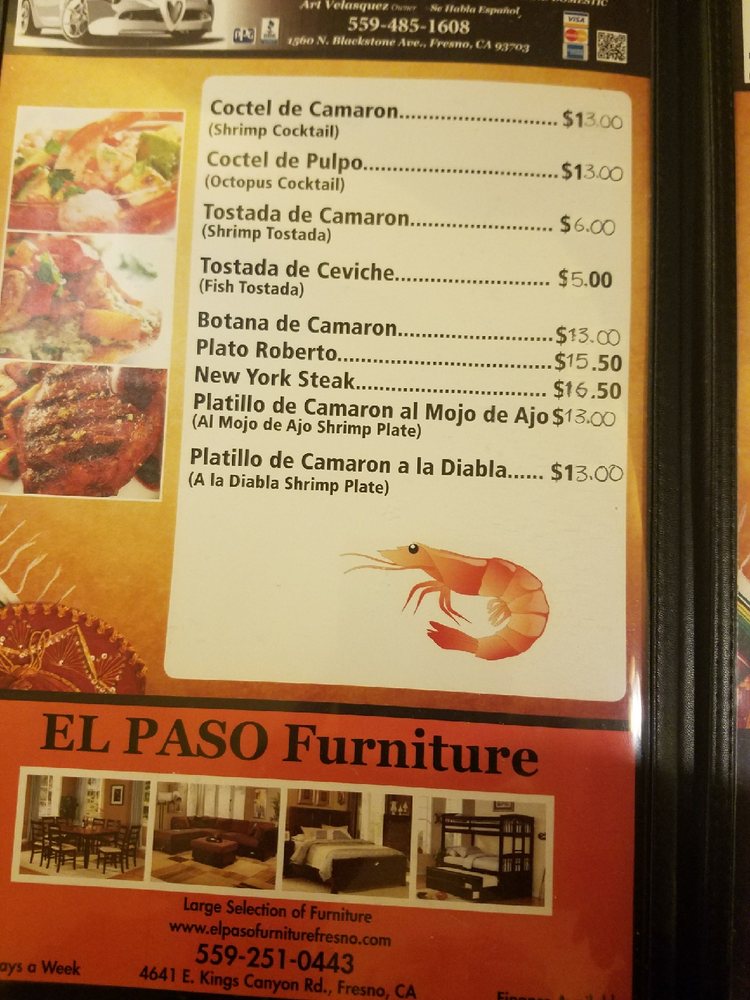 Art Velasquez Owner Se Habla Español
559-485-1608
1560 N. Blackstone Ave., Fresno, CA 93703
VISA
Coctel de Camaron............................ $13.00
(Shrimp Cocktail)
Coctel de Pulpo..................................$13.00
(Octopus Cocktail)
Tostada de Camaron......................... $6.00
(Shrimp Tostada)
Tostada de Ceviche........................... $5.00
(Fish Tostada)
Botana de Camaron...........................$13.00
Plato Roberto.....................................$15.50
New York Steak................................. $16.50
Platillo de Camaron al Mojo de Ajo $13.00
(Al Mojo de Ajo Shrimp Plate)
Platillo de Camaron a la Diabla...... $13.00
(A la Diabla Shrimp Plate)
EL PASO Furniture
Large Selection of Furniture
www.elpasofurniturefresno.com
559-251-0443
ays a Week
4641 E. Kings Canyon Rd., Fresno, CA